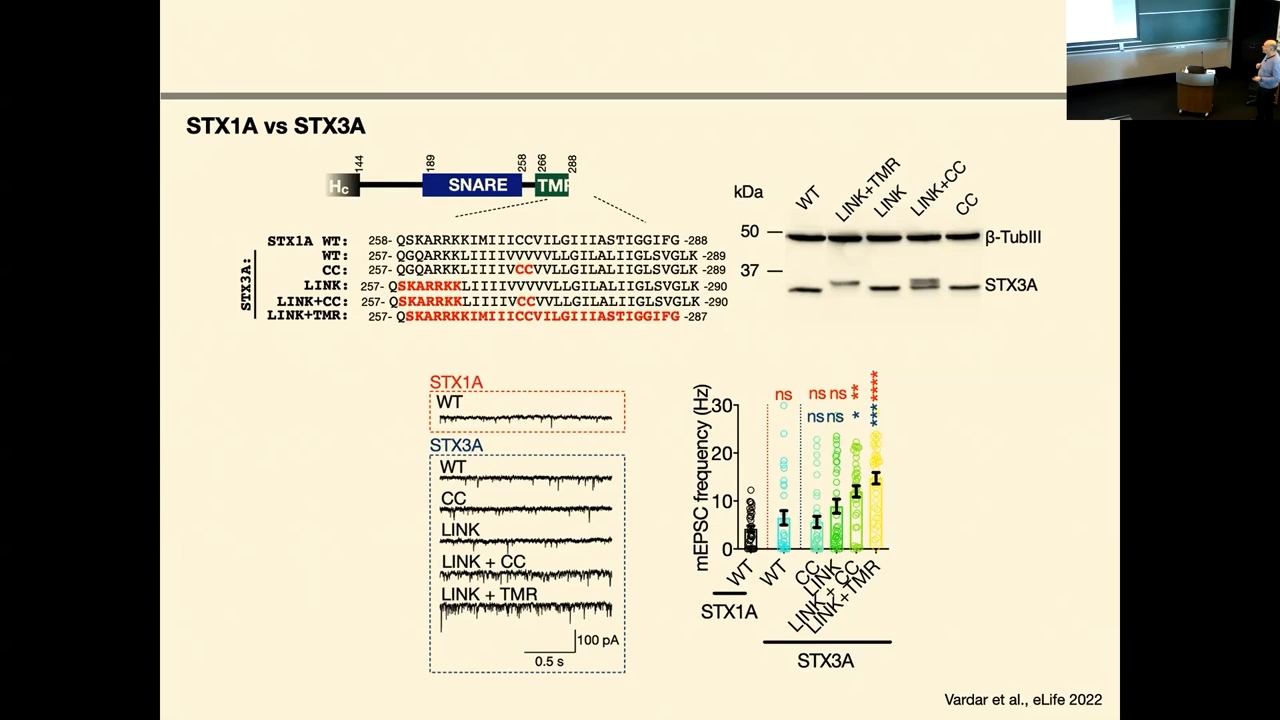 STX1A vs STX3A
144
189
258
266
288
Hc
SNARE
TMR
STX1A WT: 258- QSKARRKKIMIIICCVILGIIIASTIGGIFG -288
STX3A:
WT: 257- QGQARKKLIIIIVVVVVLLGILALIIGLSVGLK -289
CC: 257- QGQARKKLIIIIVCCVVLLGILALIIGLSVGLK -289
LINK: 257- QSKARRKKLIIIIVVVVVLLGILALIIGLSVGLK -290
LINK+CC: 257- QSKARRKKLIIIIVCCVVLLGILALIIGLSVGLK -290
LINK+TMR: 257- QSKARRKKIMIIICCVILGIIIASTIGGIFG -287
kDa
WT
LINK+TMR
LINK
LINK+CC
CC
50
β-TubIII
37
STX3A
STX1A
WT
STX3A
WT
CC
LINK
LINK + CC
LINK + TMR
100 pA
0.5 s
mEPSC frequency (Hz)
30
20
10
0
ns
ns ns ** ****
ns ns * ***
WT
WT
CC
LINK
LINK + CC
LINK+TMR
STX1A
STX3A
Vardar et al., eLife 2022